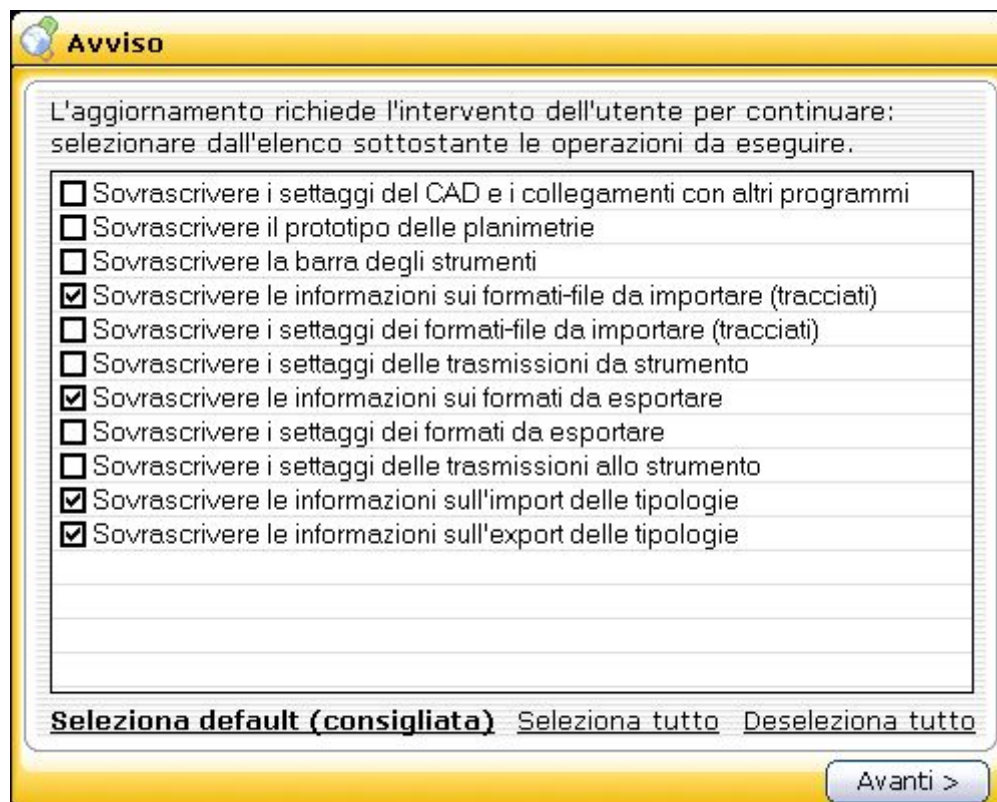 Avviso
L'aggiornamento richiede l'intervento dell'utente per continuare:
selezionare dall'elenco sottostante le operazioni da eseguire.
Sovrascrivere i settaggi del CAD e i collegamenti con altri programmi
Sovrascrivere il prototipo delle planimetrie
Sovrascrivere la barra degli strumenti
Sovrascrivere le informazioni sui formati-file da importare (tracciati)
Sovrascrivere i settaggi dei formati-file da importare (tracciati)
Sovrascrivere i settaggi delle trasmissioni da strumento
Sovrascrivere le informazioni sui formati da esportare
Sovrascrivere i settaggi dei formati da esportare
Sovrascrivere i settaggi delle trasmissioni allo strumento
Sovrascrivere le informazioni sull'import delle tipologie
Sovrascrivere le informazioni sull'export delle tipologie
Seleziona default (consigliata) Seleziona tutto Deseleziona tutto
Avanti >